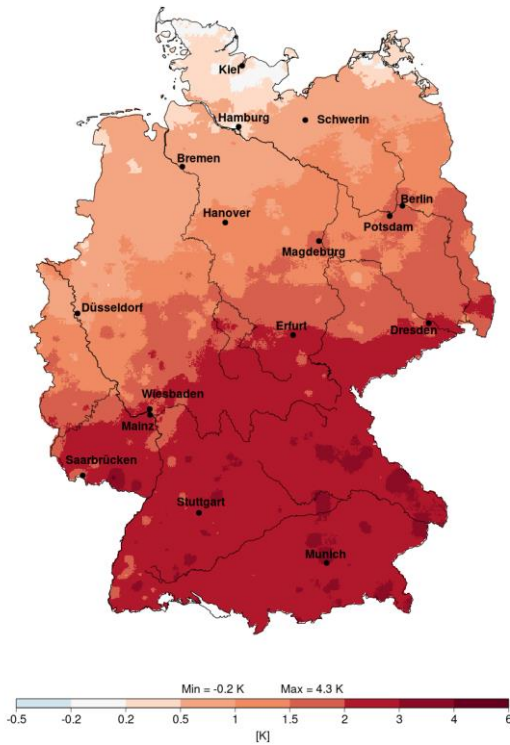 Kiel
Hamburg
Schwerin
Bremen
Berlin
Hanover
Potsdam
Magdeburg
Düsseldorf
Erfurt
Dresden
Wiesbaden
Mainz
Saarbrücken
Stuttgart
Munich
Min = -0.2 K Max = 4.3 K
-0.5 -0.2 0.2 0.5 1 1.5 2 3 4 6
[K]